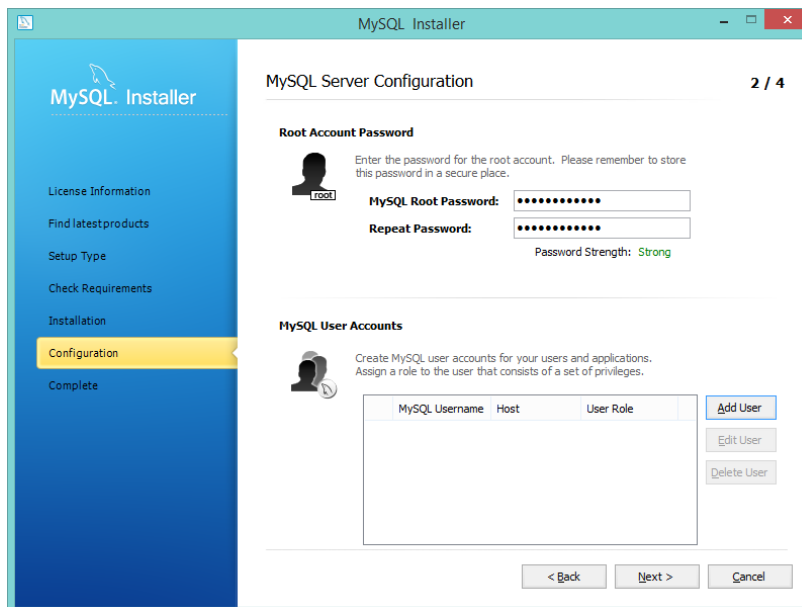 MySQL Installer
MySQL. Installer
License Information
Find latest products
Setup Type
Check Requirements
Installation
Configuration
Complete
MySQL Server Configuration
2 / 4
Root Account Password
root
Enter the password for the root account. Please remember to store
this password in a secure place.
MySQL Root Password: ●●●●●●●●●●●●
Repeat Password: ●●●●●●●●●●●●
Password Strength: Strong
MySQL User Accounts
Create MySQL user accounts for your users and applications.
Assign a role to the user that consists of a set of privileges.
MySQL Username Host User Role
Add User
Edit User
Delete User
< Back Next > Cancel